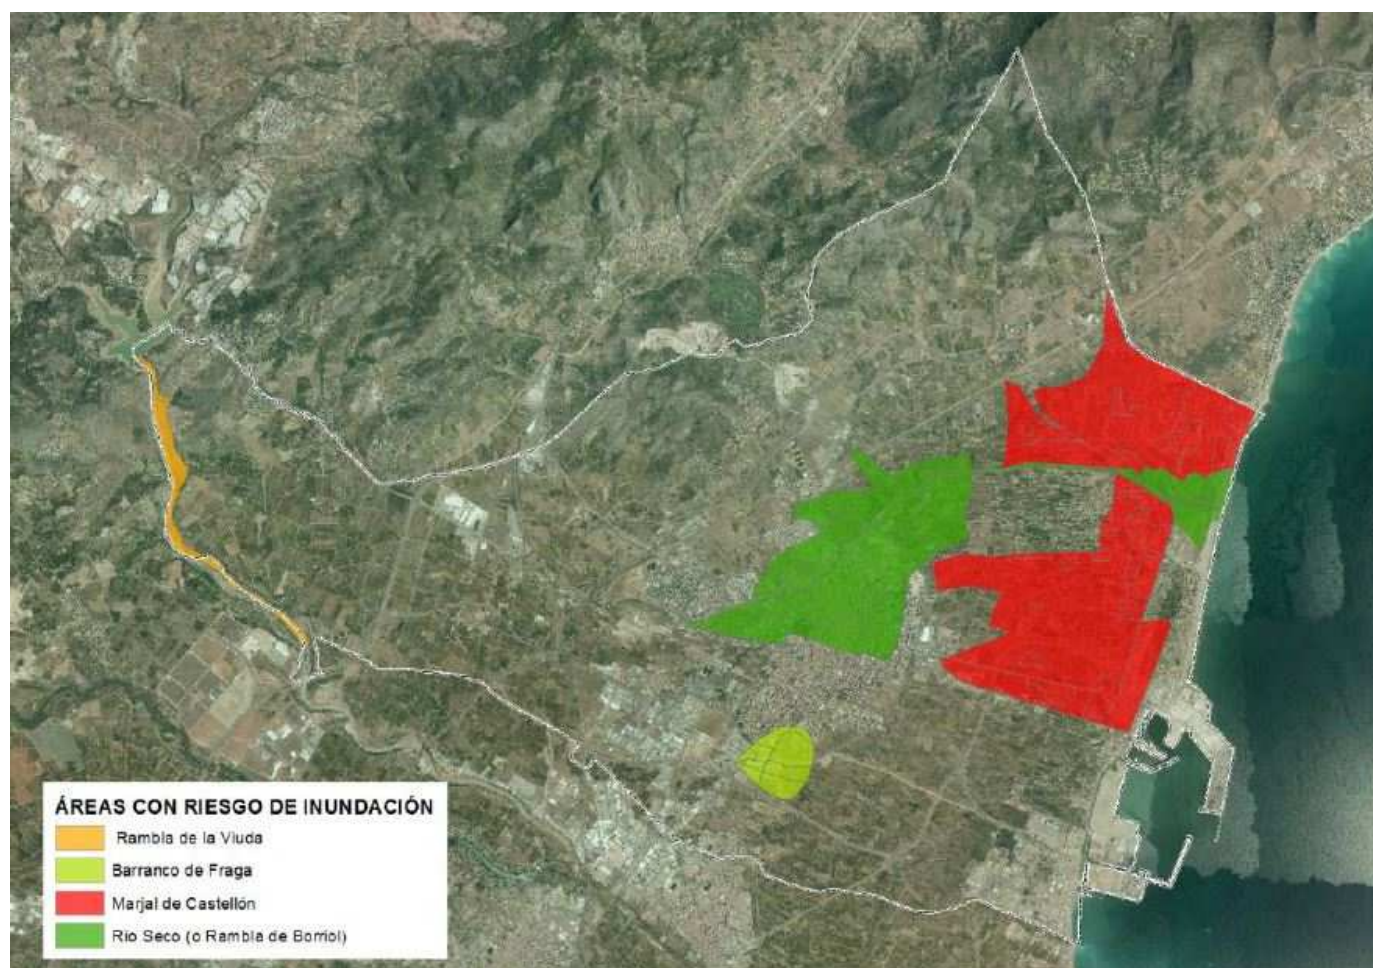 ÁREAS CON RIESGO DE INUNDACIÓN
Rambla de la Viuda
Barranco de Fraga
Marjal de Castellón
Río Seco (o Rambla de Borriol)